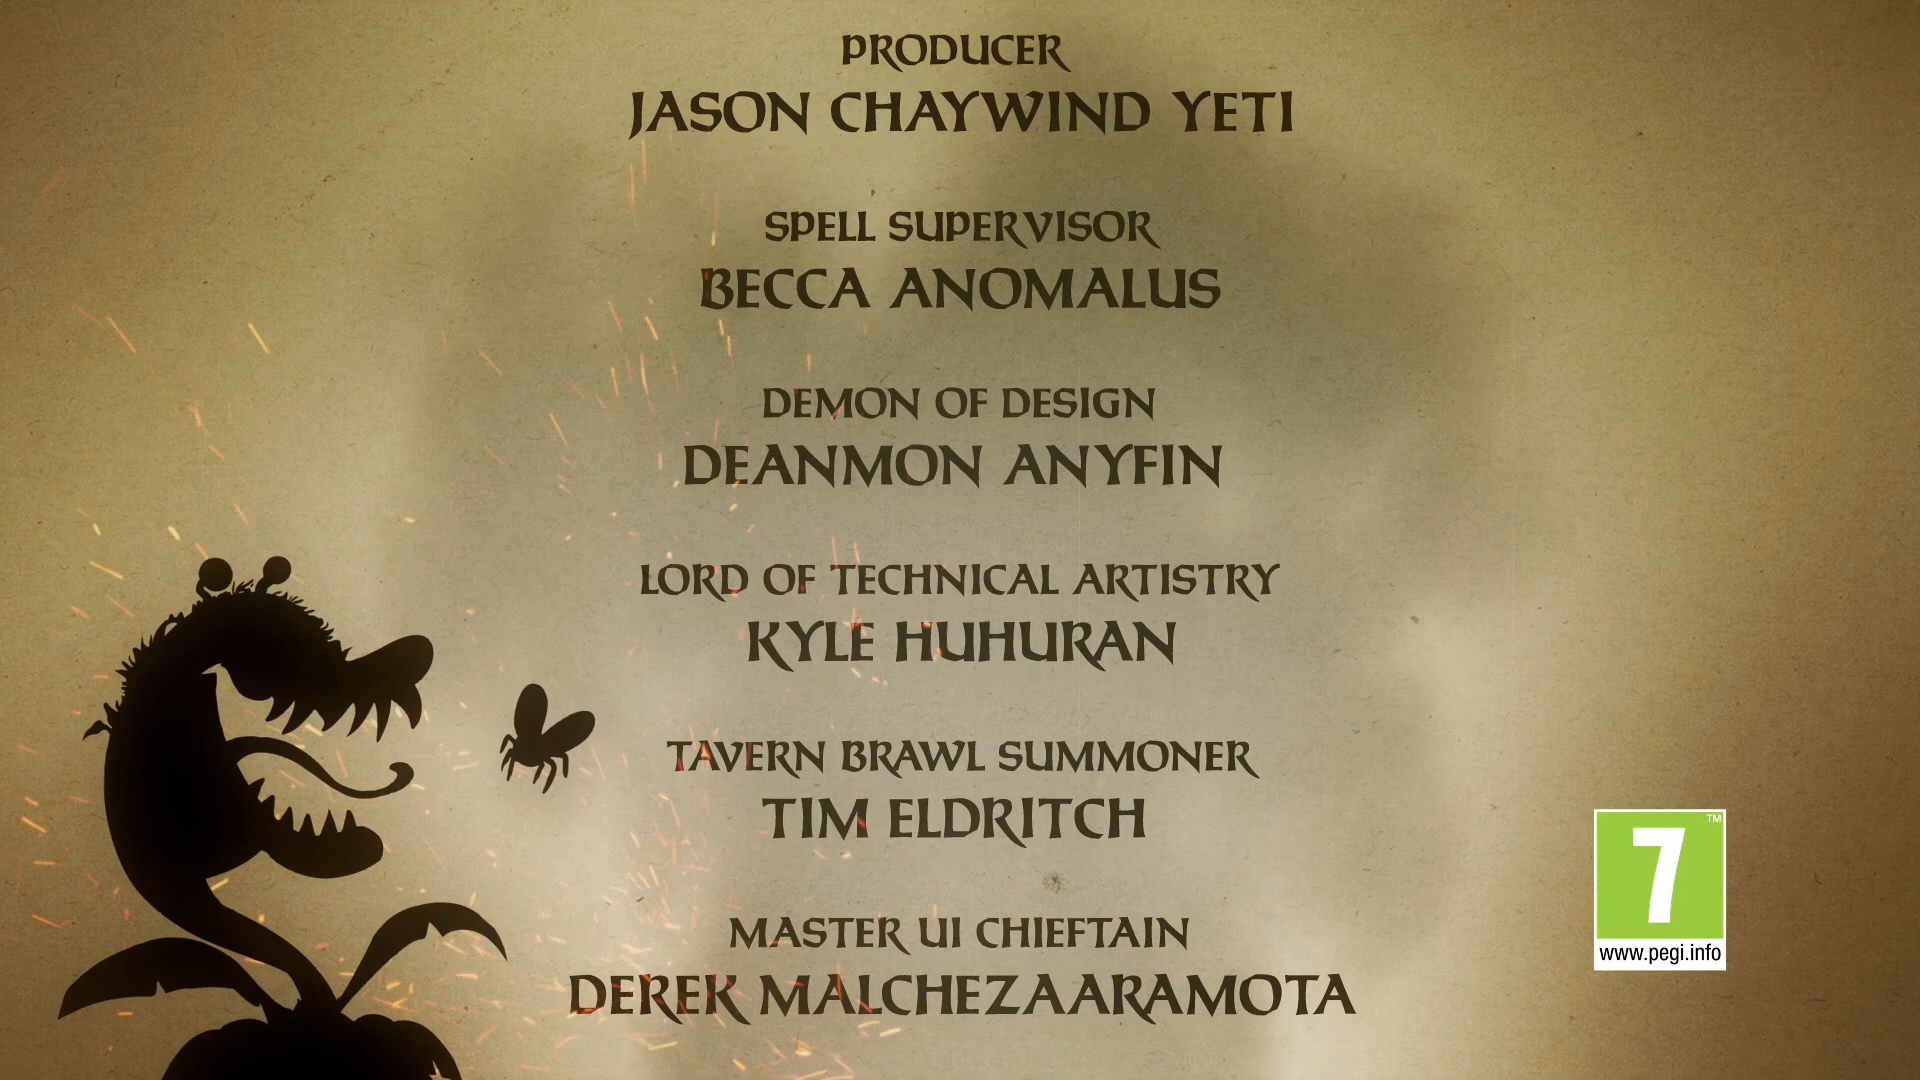 PRODUCER
JASON CHAYWIND YETI
SPELL SUPERVISOR
BECCA ANOMALUS
DEMON OF DESIGN
DEANMON ANYFIN
LORD OF TECHNICAL ARTISTRY
KYLE HUHURAN
TAVERN BRAWL SUMMONER
TIM ELDRITCH
MASTER UI CHIEFTAIN
DEREK MALCHEZAARAMOTA
7 TM
www.pegi.info